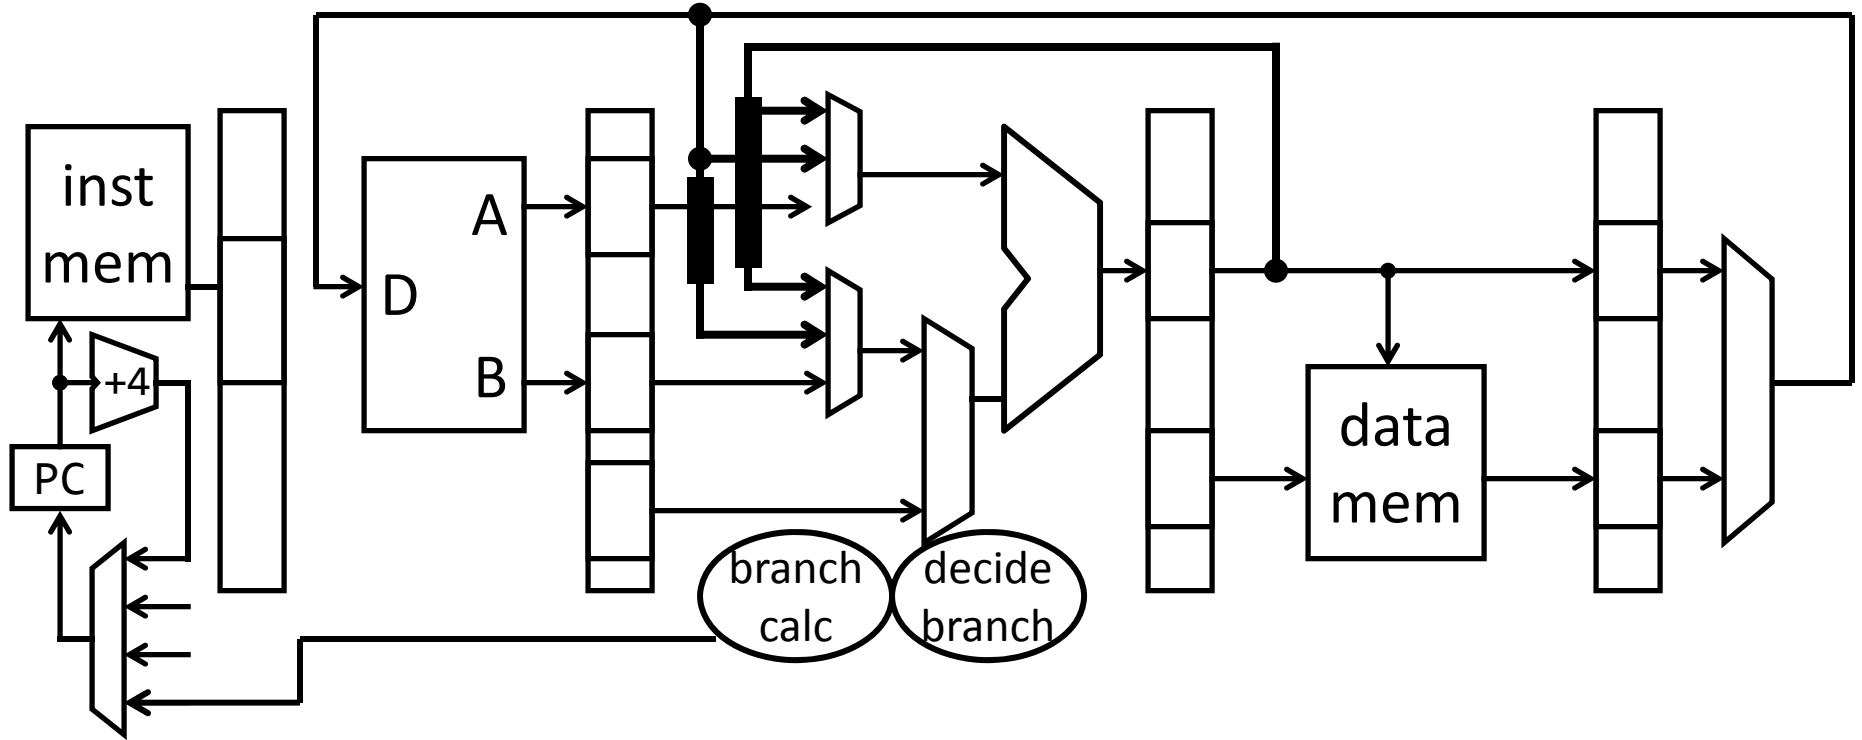 inst
mem
+4
PC
A
D
B
branch
calc
decide
branch
data
mem